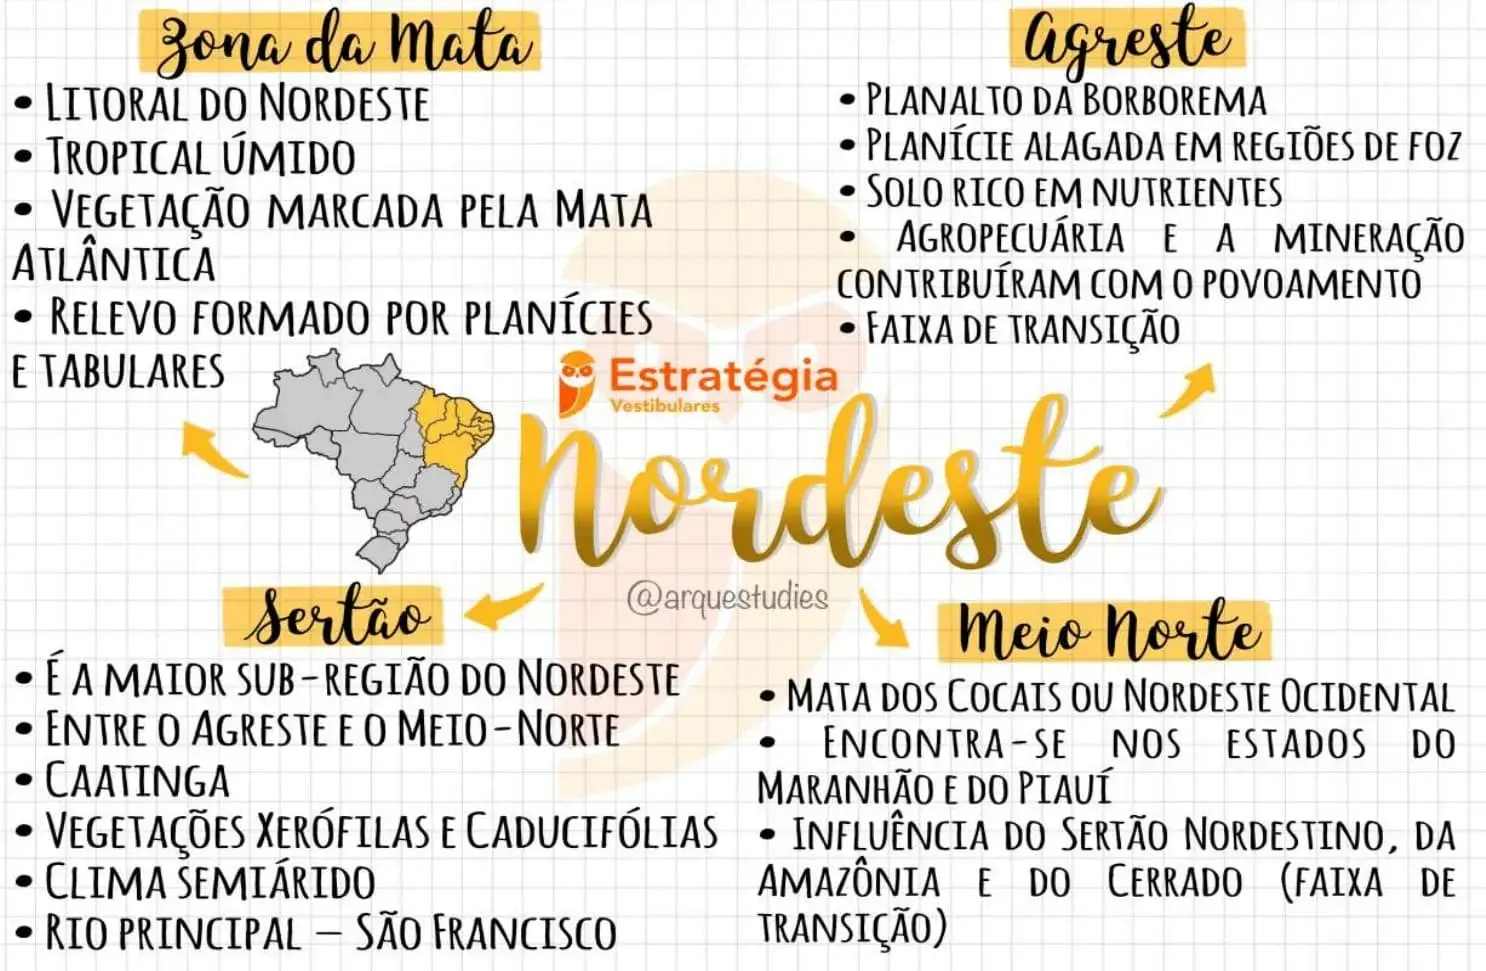 Zona da Mata
• LITORAL DO NORDESTE
• TROPICAL ÚMIDO
• VEGETAÇÃO MARCADA PELA MATA
ATLÂNTICA
• RELEVO FORMADO POR PLANÍCIES
E TABULARES
Agreste
• PLANALTO DA BORBOREMA
• PLANÍCIE ALAGADA EM REGIÕES DE FOZ
• SOLO RICO EM NUTRIENTES
• AGROPECUÁRIA E A MINERAÇÃO
CONTRIBUÍRAM COM O POVOAMENTO
• FAIXA DE TRANSIÇÃO
Estratégia
Vestibulares
Nordeste
@arquestudies
Sertão
• É A MAIOR SUB-REGIÃO DO NORDESTE
• ENTRE O AGRESTE E O MEIO-NORTE
• CAATINGA
• VEGETAÇÕES XERÓFILAS E CADUCIFÓLIAS
• CLIMA SEMIÁRIDO
• RIO PRINCIPAL – SÃO FRANCISCO
Meio Norte
• MATA DOS COCAIS OU NORDESTE OCIDENTAL
• ENCONTRA-SE NOS ESTADOS DO
MARANHÃO E DO PIAUÍ
• INFLUÊNCIA DO SERTÃO NORDESTINO, DA
AMAZÔNIA E DO CERRADO (FAIXA DE
TRANSIÇÃO)